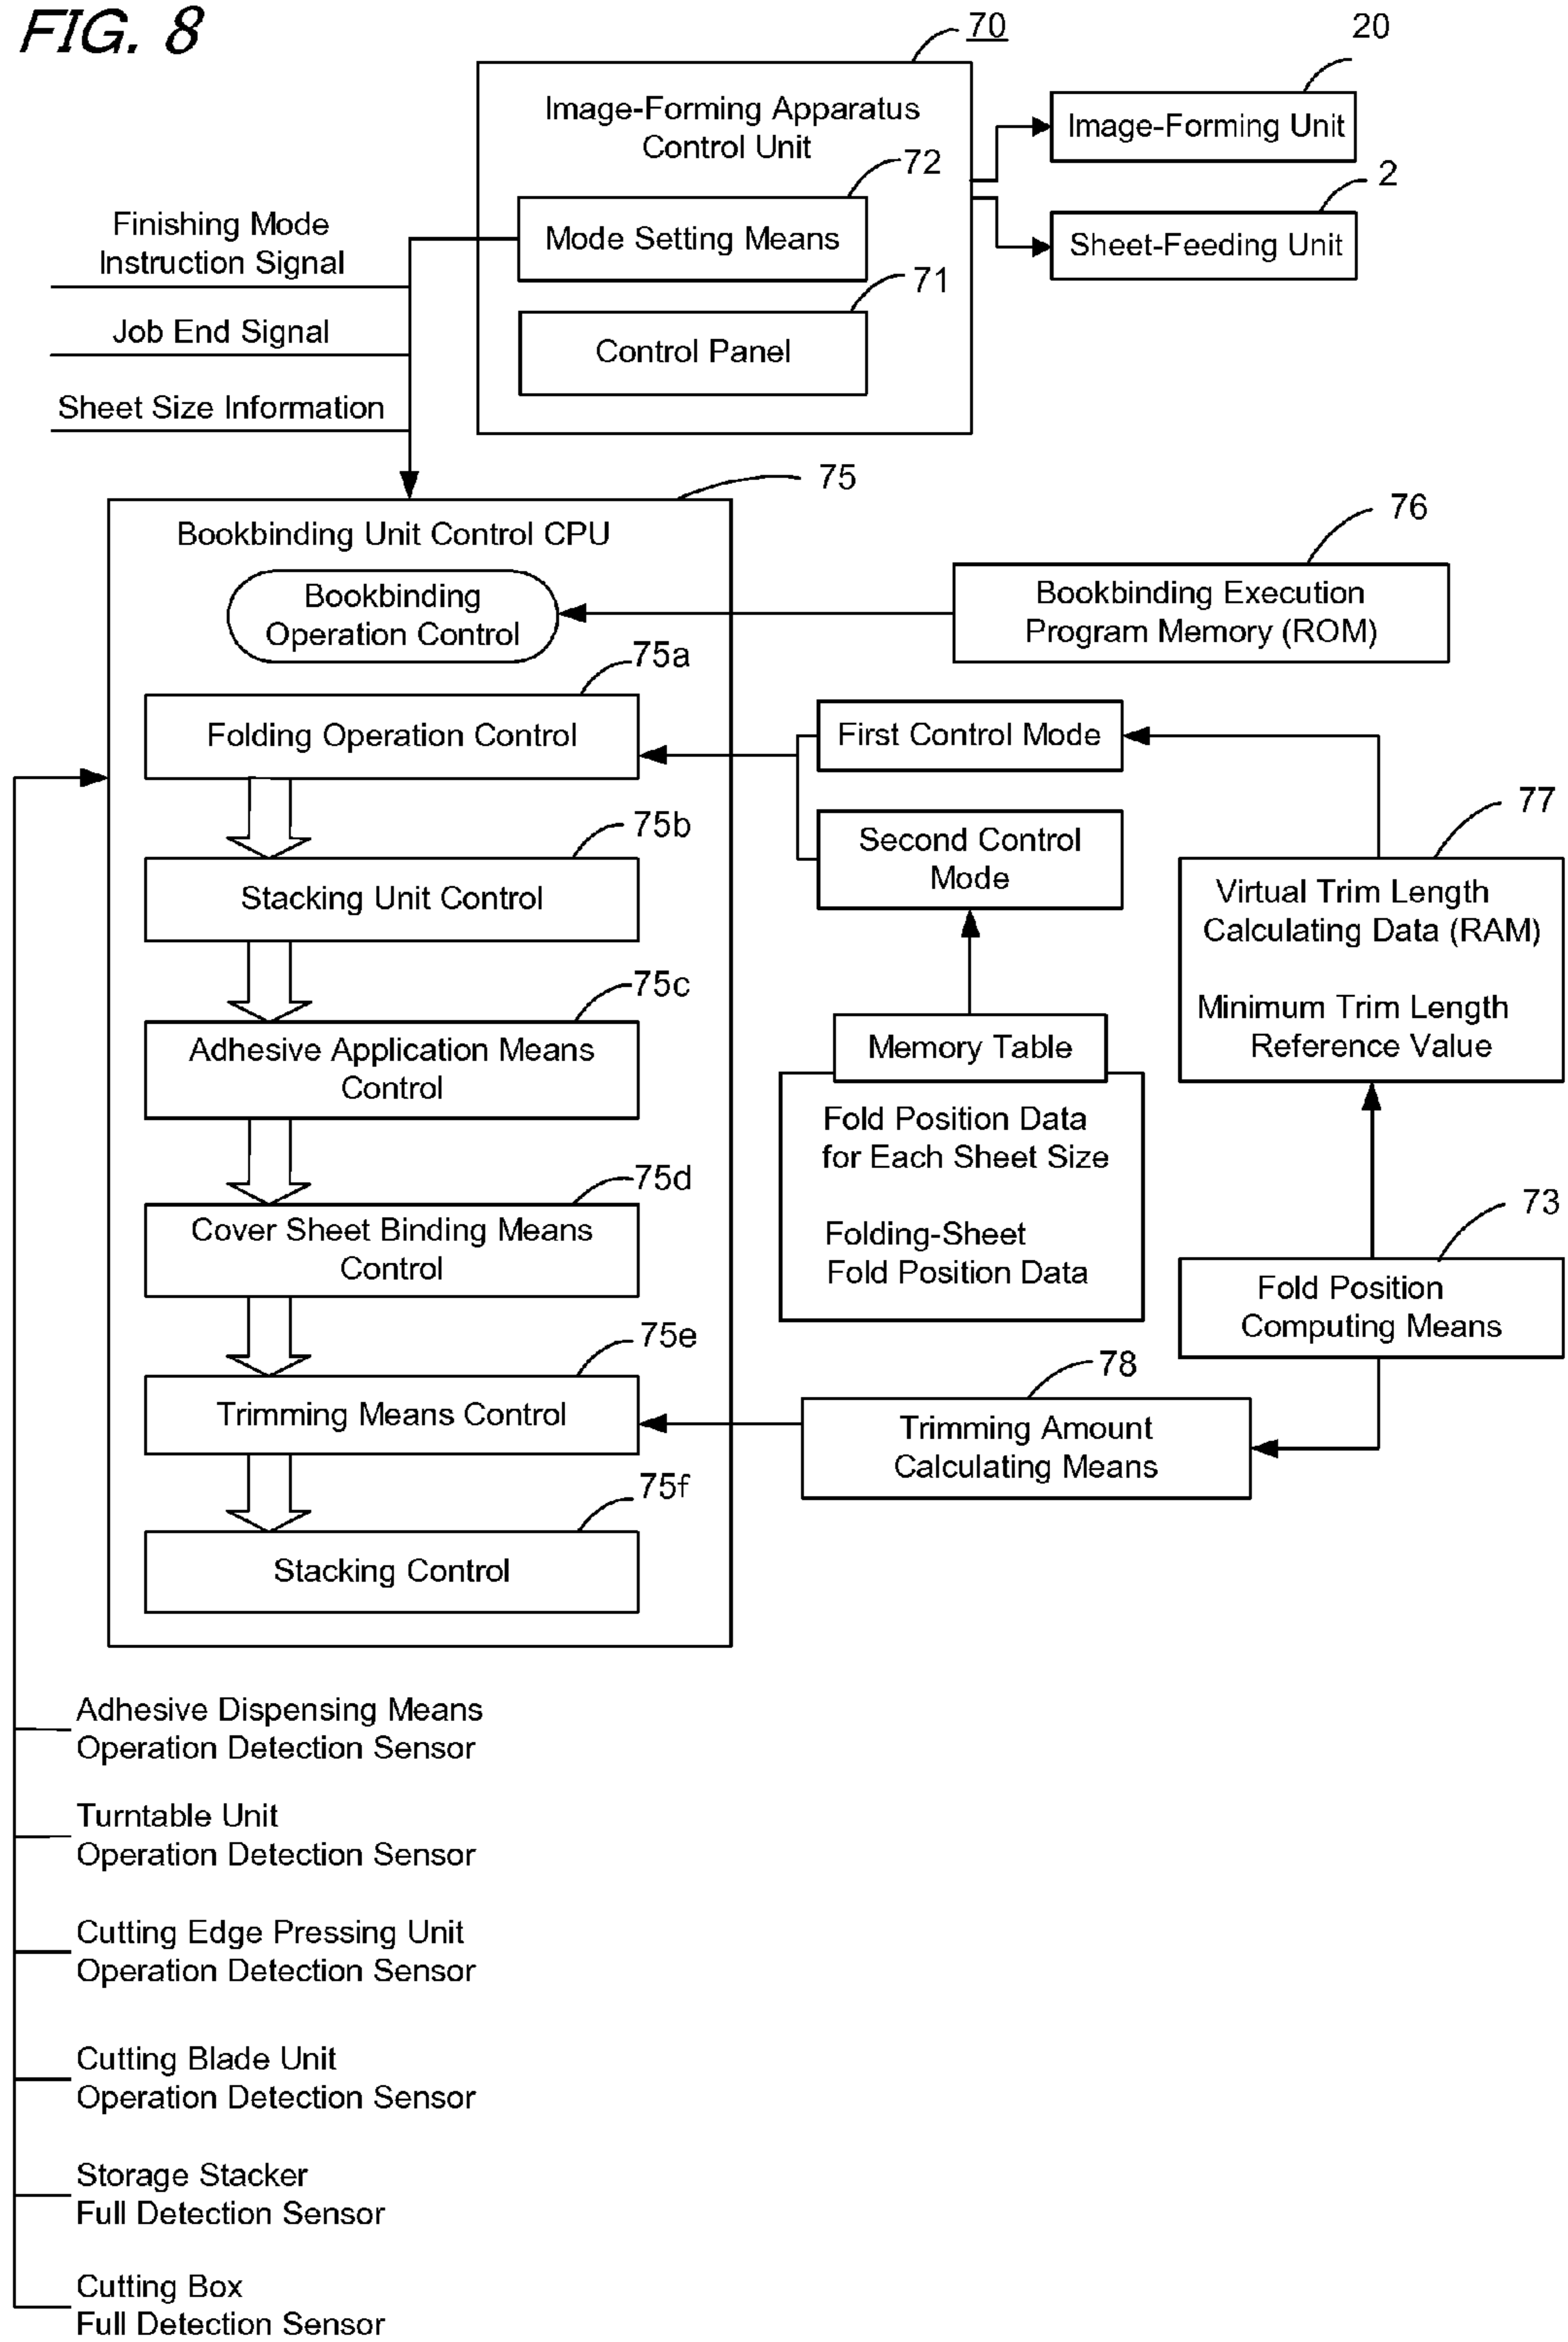 FIG. 8
70
20
Image-Forming Apparatus
Control Unit
Image-Forming Unit
72
2
Mode Setting Means
Sheet-Feeding Unit
71
Control Panel
Finishing Mode
Instruction Signal
Job End Signal
Sheet Size Information
75
Bookbinding Unit Control CPU
76
Bookbinding
Operation Control
Bookbinding Execution
Program Memory (ROM)
75a
Folding Operation Control
First Control Mode
75b
Second Control
Mode
77
Stacking Unit Control
Virtual Trim Length
Calculating Data (RAM)
Minimum Trim Length
Reference Value
75c
Adhesive Application Means
Control
Memory Table
Fold Position Data
for Each Sheet Size
Folding-Sheet
Fold Position Data
75d
Cover Sheet Binding Means
Control
73
Fold Position
Computing Means
75e
Trimming Means Control
78
Trimming Amount
Calculating Means
75f
Stacking Control
Adhesive Dispensing Means
Operation Detection Sensor
Turntable Unit
Operation Detection Sensor
Cutting Edge Pressing Unit
Operation Detection Sensor
Cutting Blade Unit
Operation Detection Sensor
Storage Stacker
Full Detection Sensor
Cutting Box
Full Detection Sensor